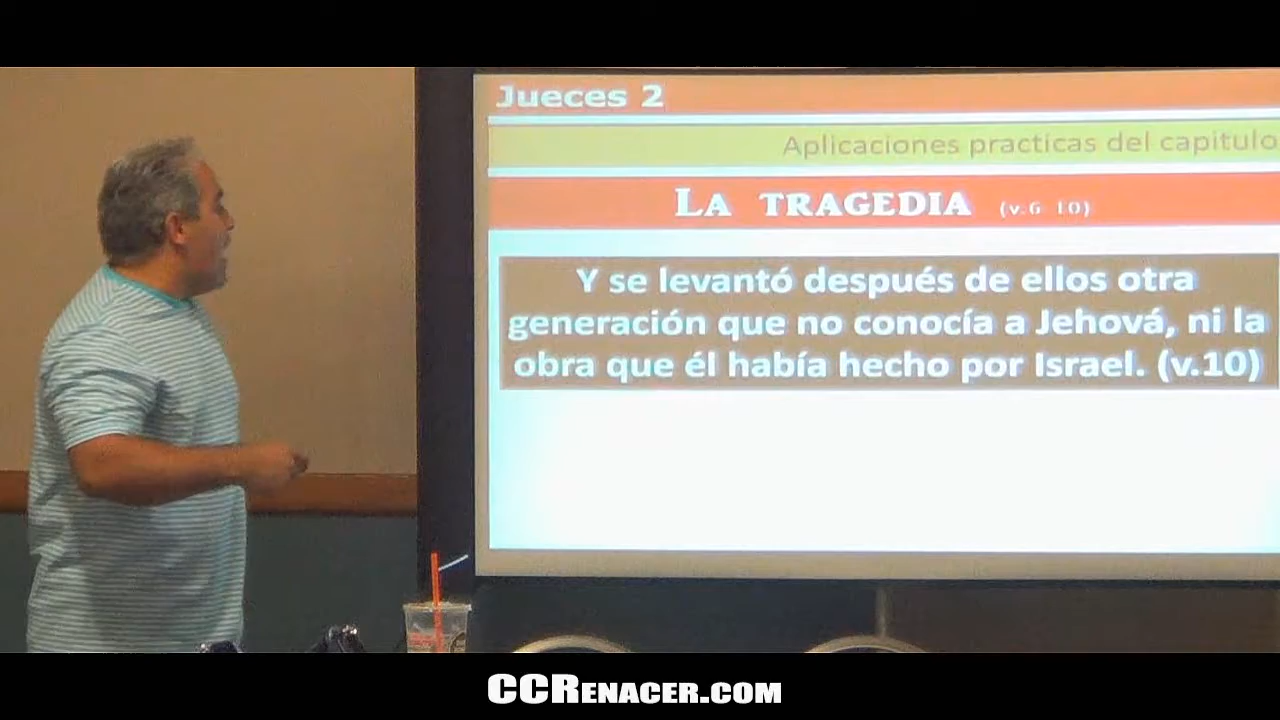 Jueces 2
Aplicaciones practicas del capitulo
LA TRAGEDIA (v.6 10)
Y se levantó después de ellos otra
generación que no conocía a Jehová, ni la
obra que él había hecho por Israel. (v.10)
CCRENACER.COM